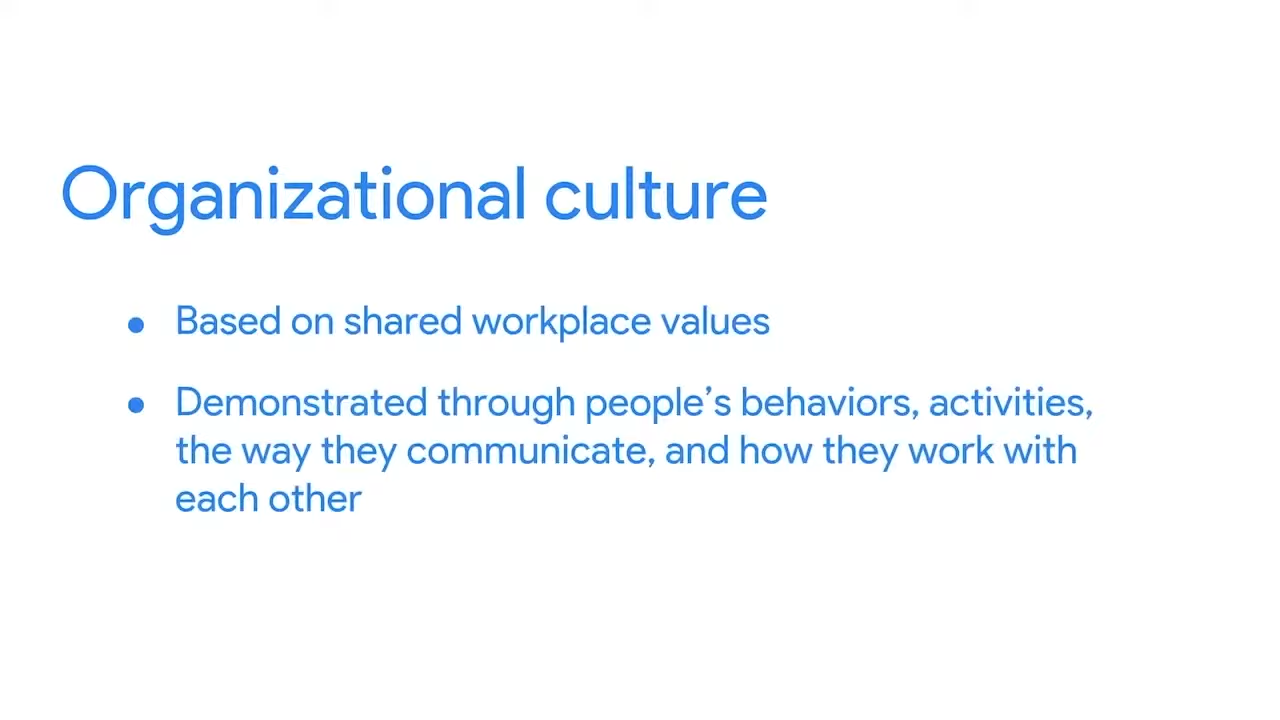 Organizational culture
● Based on shared workplace values
● Demonstrated through people’s behaviors, activities,
the way they communicate, and how they work with
each other